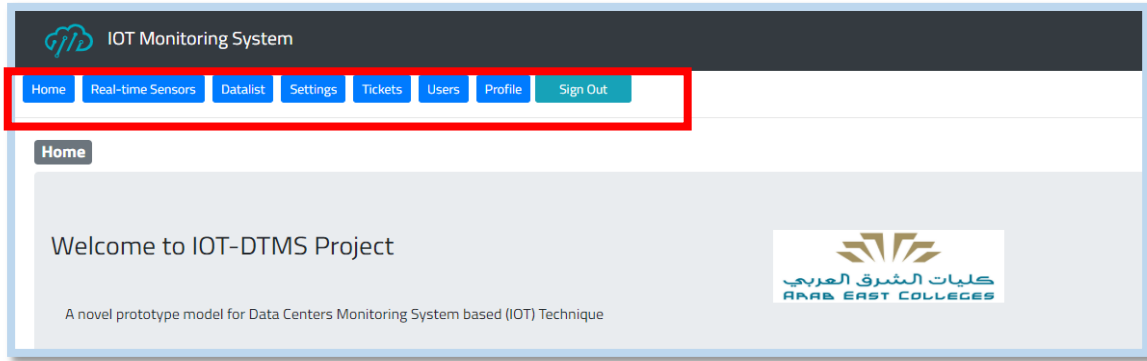 IOT Monitoring System
Home Real-time Sensors Datalist Settings Tickets Users Profile Sign Out
Home
Welcome to IOT-DTMS Project
كليات الشرق العربي
ARAB EAST COLLEGES
A novel prototype model for Data Centers Monitoring System based (IOT) Technique